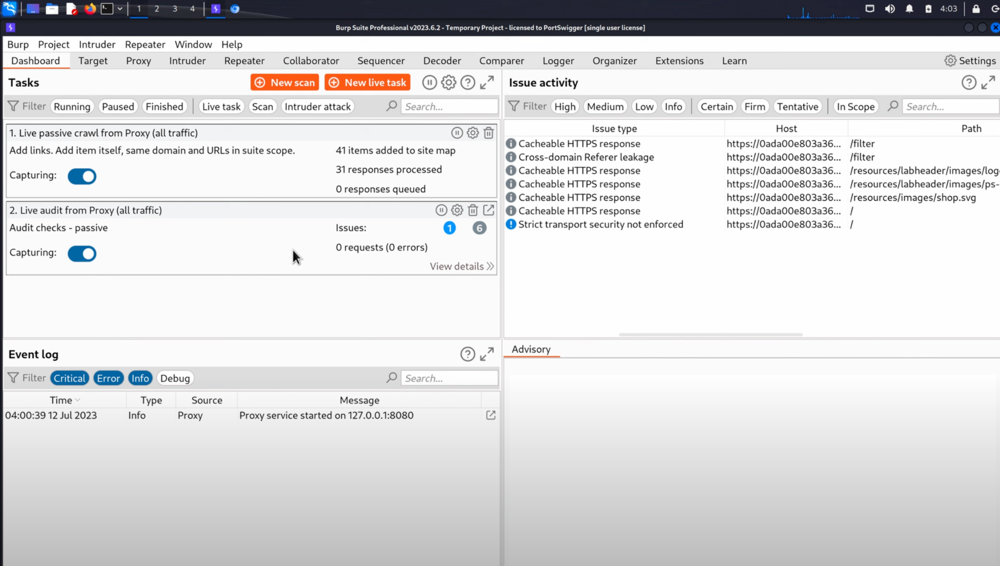 1 2 3 4 4:03
Burp Suite Professional v2023.6.2 - Temporary Project - licensed to PortSwigger [single user license]
Burp Project Intruder Repeater Window Help
Dashboard Target Proxy Intruder Repeater Collaborator Sequencer Decoder Comparer Logger Organizer Extensions Learn Settings
Tasks New scan New live task
Filter Running Paused Finished Live task Scan Intruder attack Search...
1. Live passive crawl from Proxy (all traffic)
Add links. Add item itself, same domain and URLs in suite scope. 41 items added to site map
31 responses processed
Capturing:
0 responses queued
2. Live audit from Proxy (all traffic)
Audit checks - passive Issues: 1 6
0 requests (0 errors)
Capturing:
View details
Issue activity
Filter High Medium Low Info Certain Firm Tentative In Scope Search...
Issue type Host Path
Cacheable HTTPS response https://0ada00e803a36... /filter
Cross-domain Referer leakage https://0ada00e803a36... /filter
Cacheable HTTPS response https://0ada00e803a36... /resources/labheader/images/log
Cacheable HTTPS response https://0ada00e803a36... /resources/labheader/images/ps-
Cacheable HTTPS response https://0ada00e803a36... /resources/images/shop.svg
Cacheable HTTPS response https://0ada00e803a36... /
Strict transport security not enforced https://0ada00e803a36... /
Event log
Filter Critical Error Info Debug Search...
Time Type Source Message
04:00:39 12 Jul 2023 Info Proxy Proxy service started on 127.0.0.1:8080
Advisory